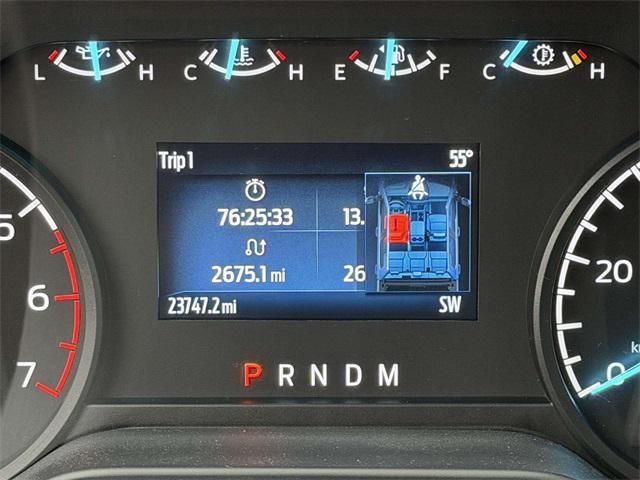 L H C H E F C H
Trip 1 55°
76:25:33 13.
2675.1 mi 26
23747.2 mi SW
5
6
7
20
0
P R N D M